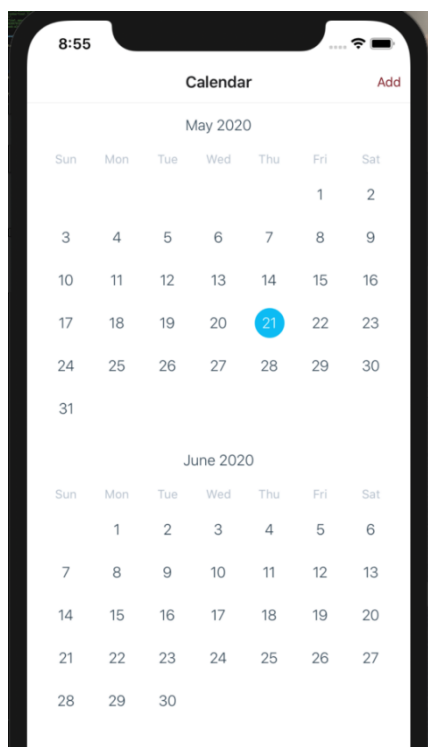 8:55
Calendar Add
May 2020
Sun Mon Tue Wed Thu Fri Sat
1 2
3 4 5 6 7 8 9
10 11 12 13 14 15 16
17 18 19 20 21 22 23
24 25 26 27 28 29 30
31
June 2020
Sun Mon Tue Wed Thu Fri Sat
1 2 3 4 5 6
7 8 9 10 11 12 13
14 15 16 17 18 19 20
21 22 23 24 25 26 27
28 29 30